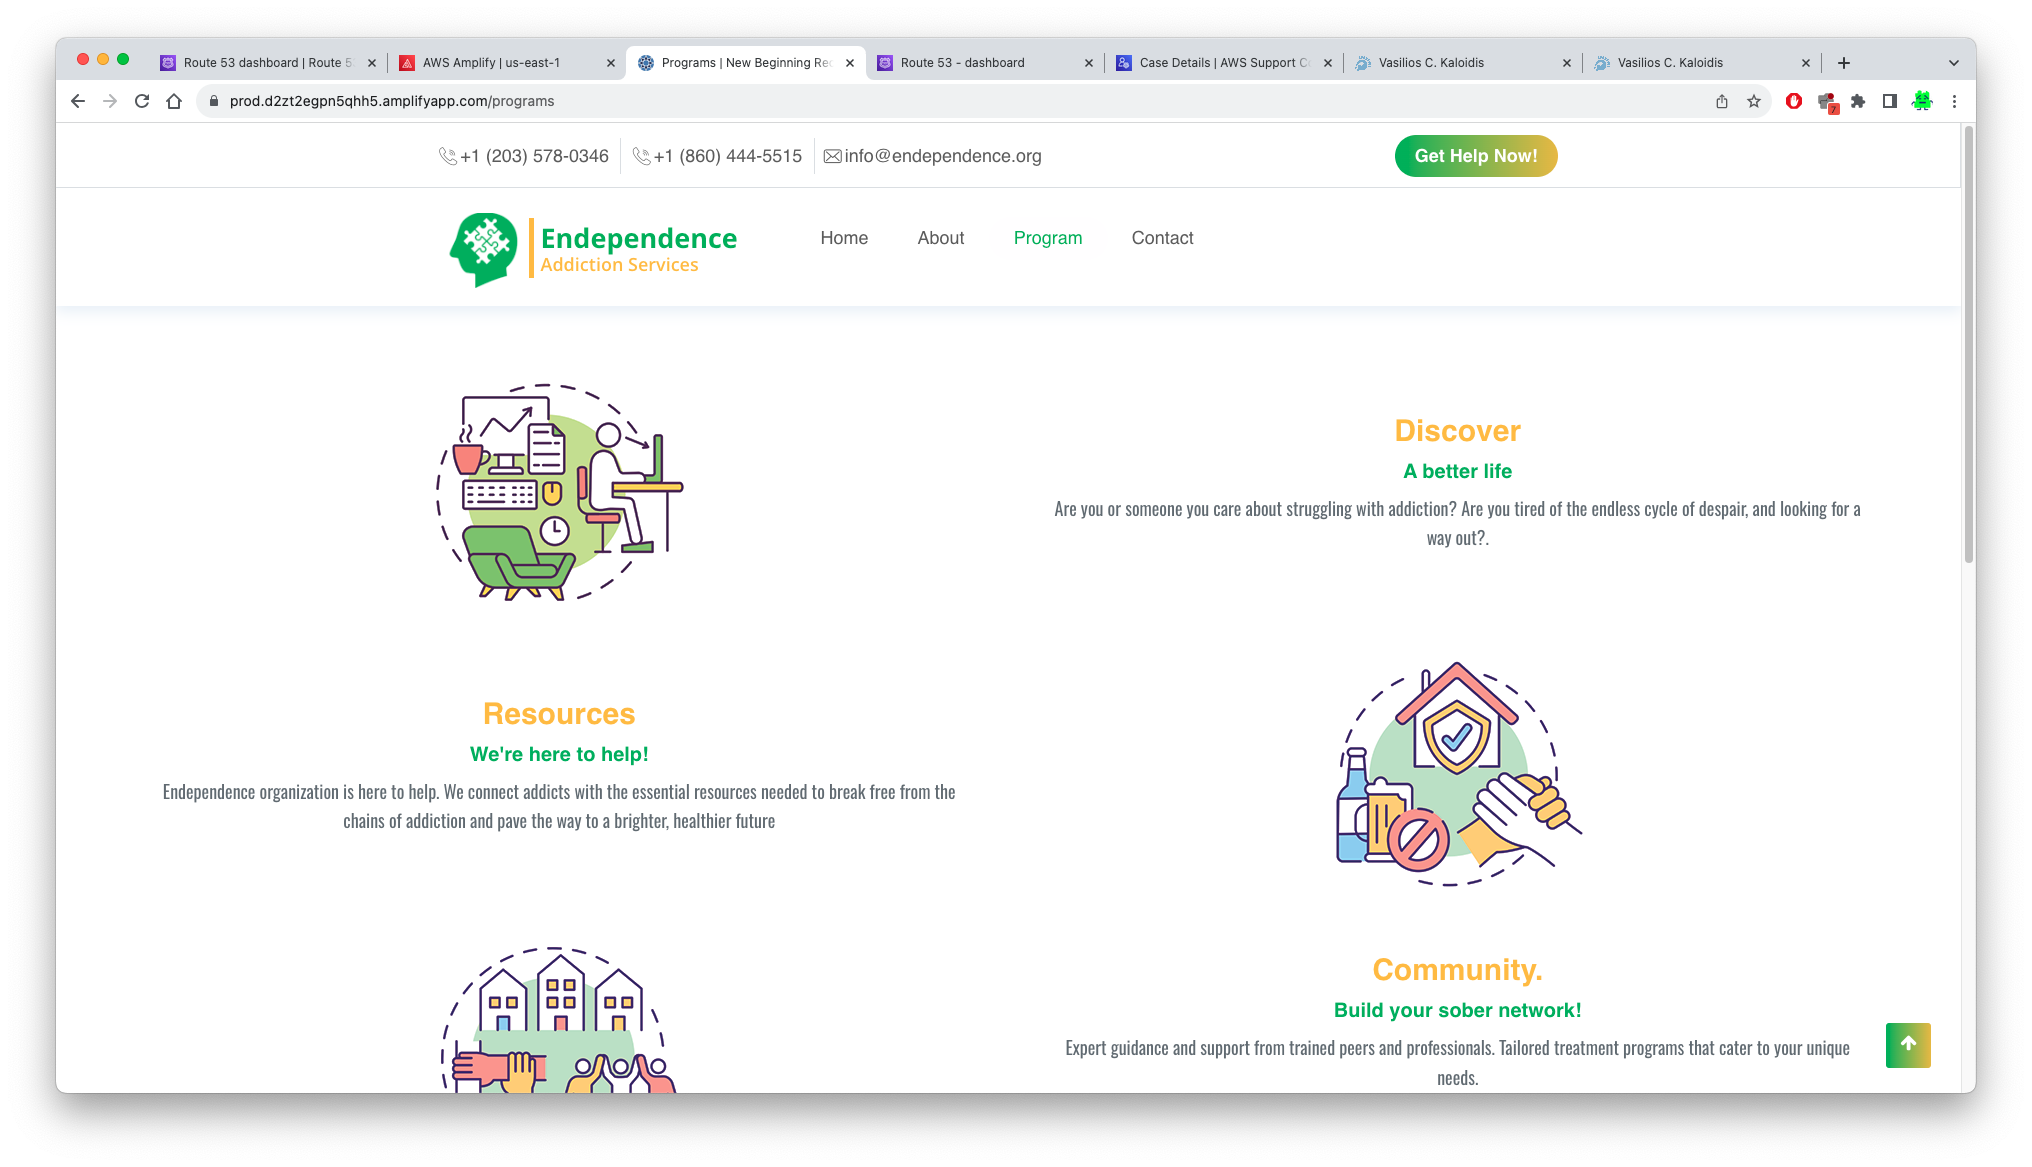 Route 53 dashboard | Route 5
AWS Amplify | us-east-1
Programs | New Beginning Rec
Route 53 - dashboard
Case Details | AWS Support C
Vasilios C. Kaloidis
Vasilios C. Kaloidis
prod.d2zt2egpn5qhh5.amplifyapp.com/programs
7
+1 (203) 578-0346
+1 (860) 444-5515
info@endependence.org
Get Help Now!
Endependence
Addiction Services
Home
About
Program
Contact
Discover
A better life
Are you or someone you care about struggling with addiction? Are you tired of the endless cycle of despair, and looking for a
way out?.
Resources
We're here to help!
Endependence organization is here to help. We connect addicts with the essential resources needed to break free from the
chains of addiction and pave the way to a brighter, healthier future
Community.
Build your sober network!
Expert guidance and support from trained peers and professionals. Tailored treatment programs that cater to your unique
needs.